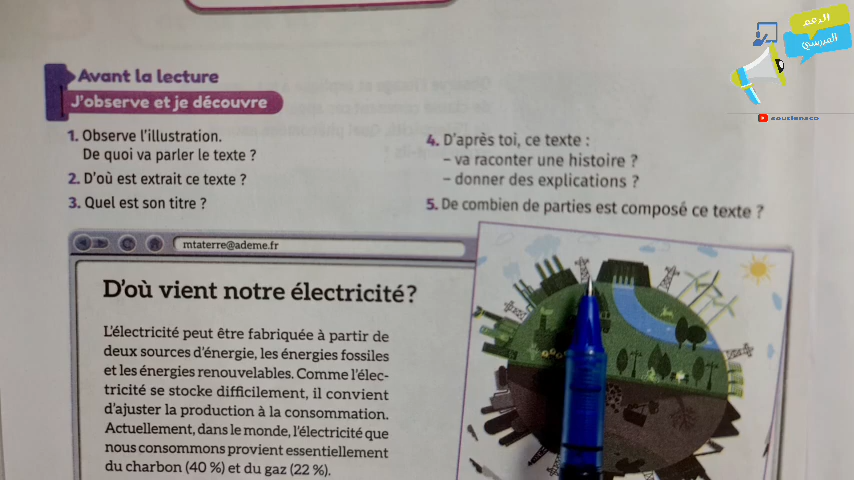 الدعم
المدرسي
soutiensco
Avant la lecture
J'observe et je découvre
1. Observe l'illustration.
De quoi va parler le texte ?
2. D'où est extrait ce texte ?
3. Quel est son titre ?
4. D'après toi, ce texte :
– va raconter une histoire ?
– donner des explications ?
5. De combien de parties est composé ce texte ?
mtaterre@ademe.fr
D'où vient notre électricité ?
L'électricité peut être fabriquée à partir de
deux sources d'énergie, les énergies fossiles
et les énergies renouvelables. Comme l'élec-
tricité se stocke difficilement, il convient
d'ajuster la production à la consommation.
Actuellement, dans le monde, l'électricité que
nous consommons provient essentiellement
du charbon (40 %) et du gaz (22 %).